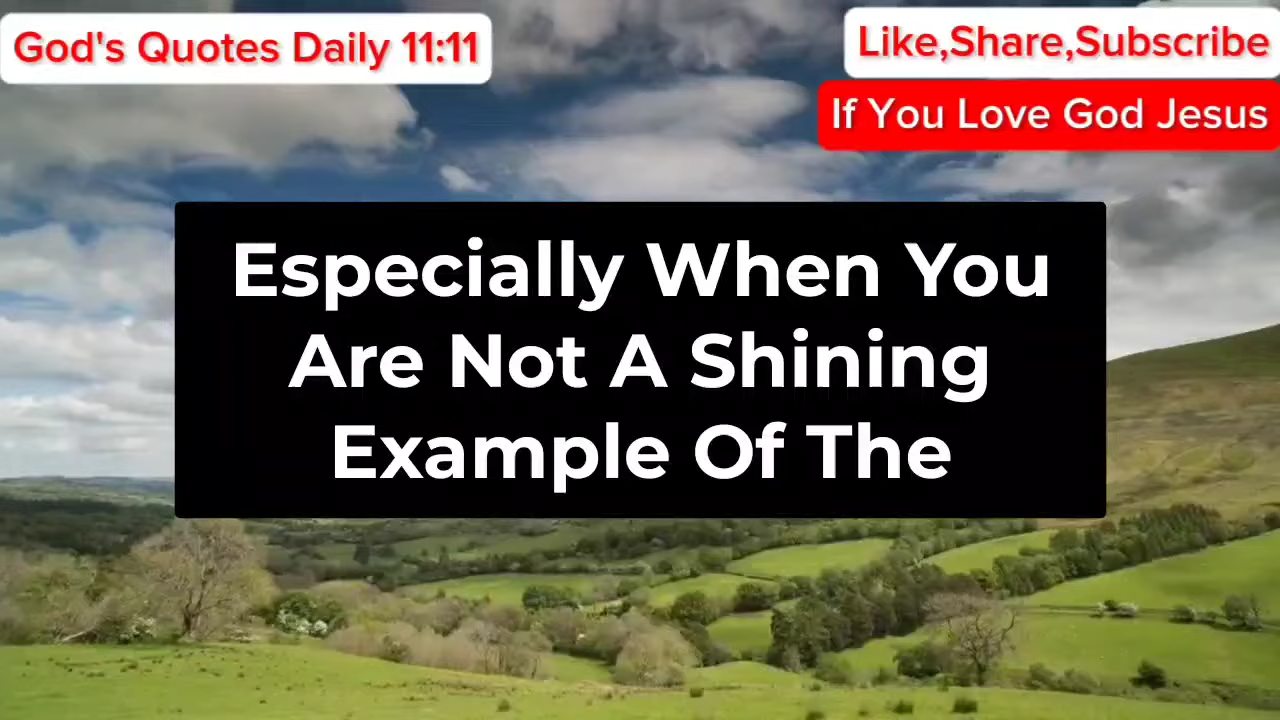 God's Quotes Daily 11:11
Like,Share,Subscribe
If You Love God Jesus
Especially When You
Are Not A Shining
Example Of The